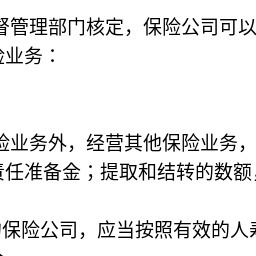 督管理部门核定，保险公司可以
险业务：
险业务外，经营其他保险业务，
责任准备金；提取和结转的数额，
的保险公司，应当按照有效的人寿